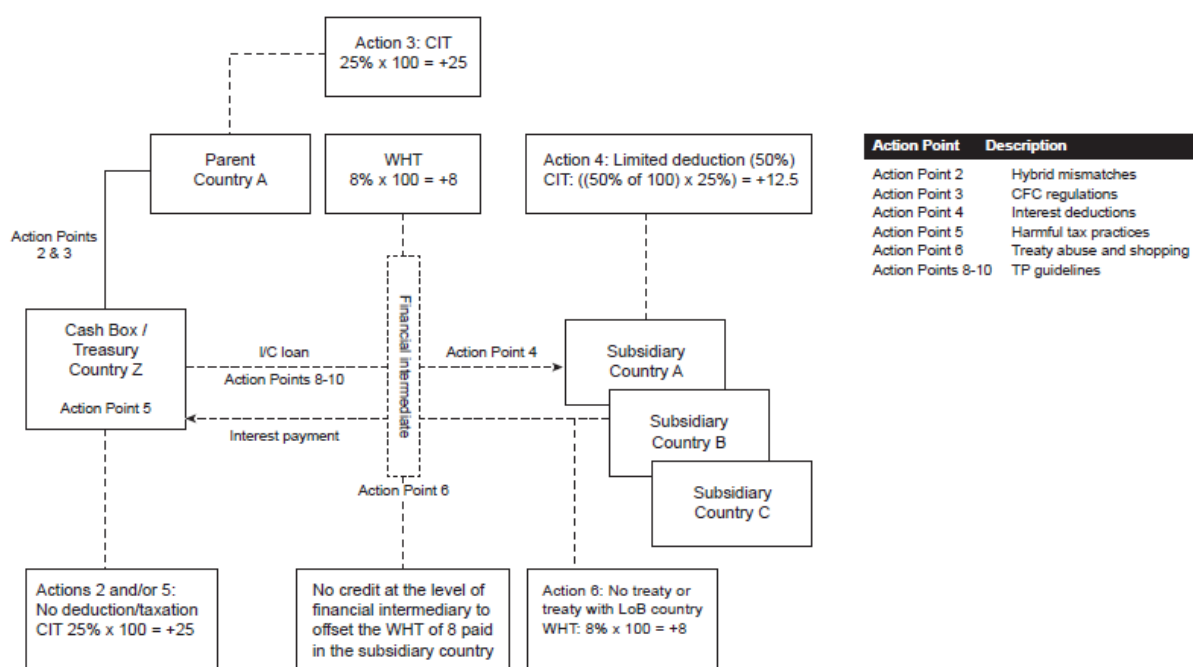 Action 3: CIT
25% x 100 = +25
Parent
Country A
WHT
8% x 100 = +8
Action 4: Limited deduction (50%)
CIT: ((50% of 100) x 25%) = +12.5
Action Point Description
Action Point 2 Hybrid mismatches
Action Point 3 CFC regulations
Action Point 4 Interest deductions
Action Point 5 Harmful tax practices
Action Point 6 Treaty abuse and shopping
Action Points 8-10 TP guidelines
Action Points
2 & 3
Cash Box /
Treasury
Country Z
Action Point 5
I/C loan
Action Points 8-10
Interest payment
Financial intermediate
Action Point 4
Action Point 6
Subsidiary
Country A
Subsidiary
Country B
Subsidiary
Country C
Actions 2 and/or 5:
No deduction/taxation
CIT 25% x 100 = +25
No credit at the level of
financial intermediary to
offset the WHT of 8 paid
in the subsidiary country
Action 6: No treaty or
treaty with LoB country
WHT: 8% x 100 = +8